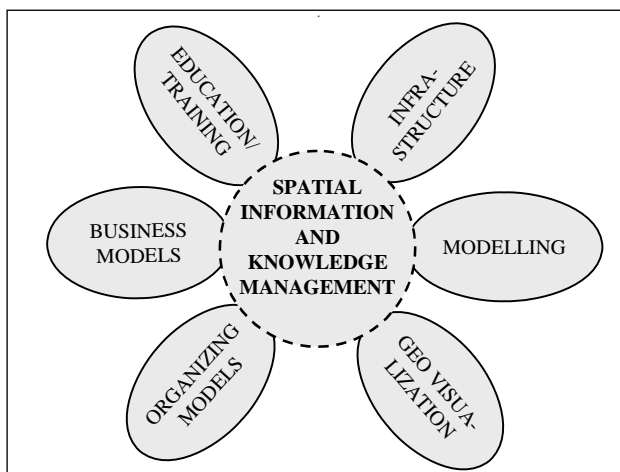 EDUCATION/
TRAINING
INFRA-
STRUCTURE
BUSINESS
MODELS
SPATIAL
INFORMATION
AND
KNOWLEDGE
MANAGEMENT
MODELLING
ORGANIZING
MODELS
GEO VISUA-
LIZATION